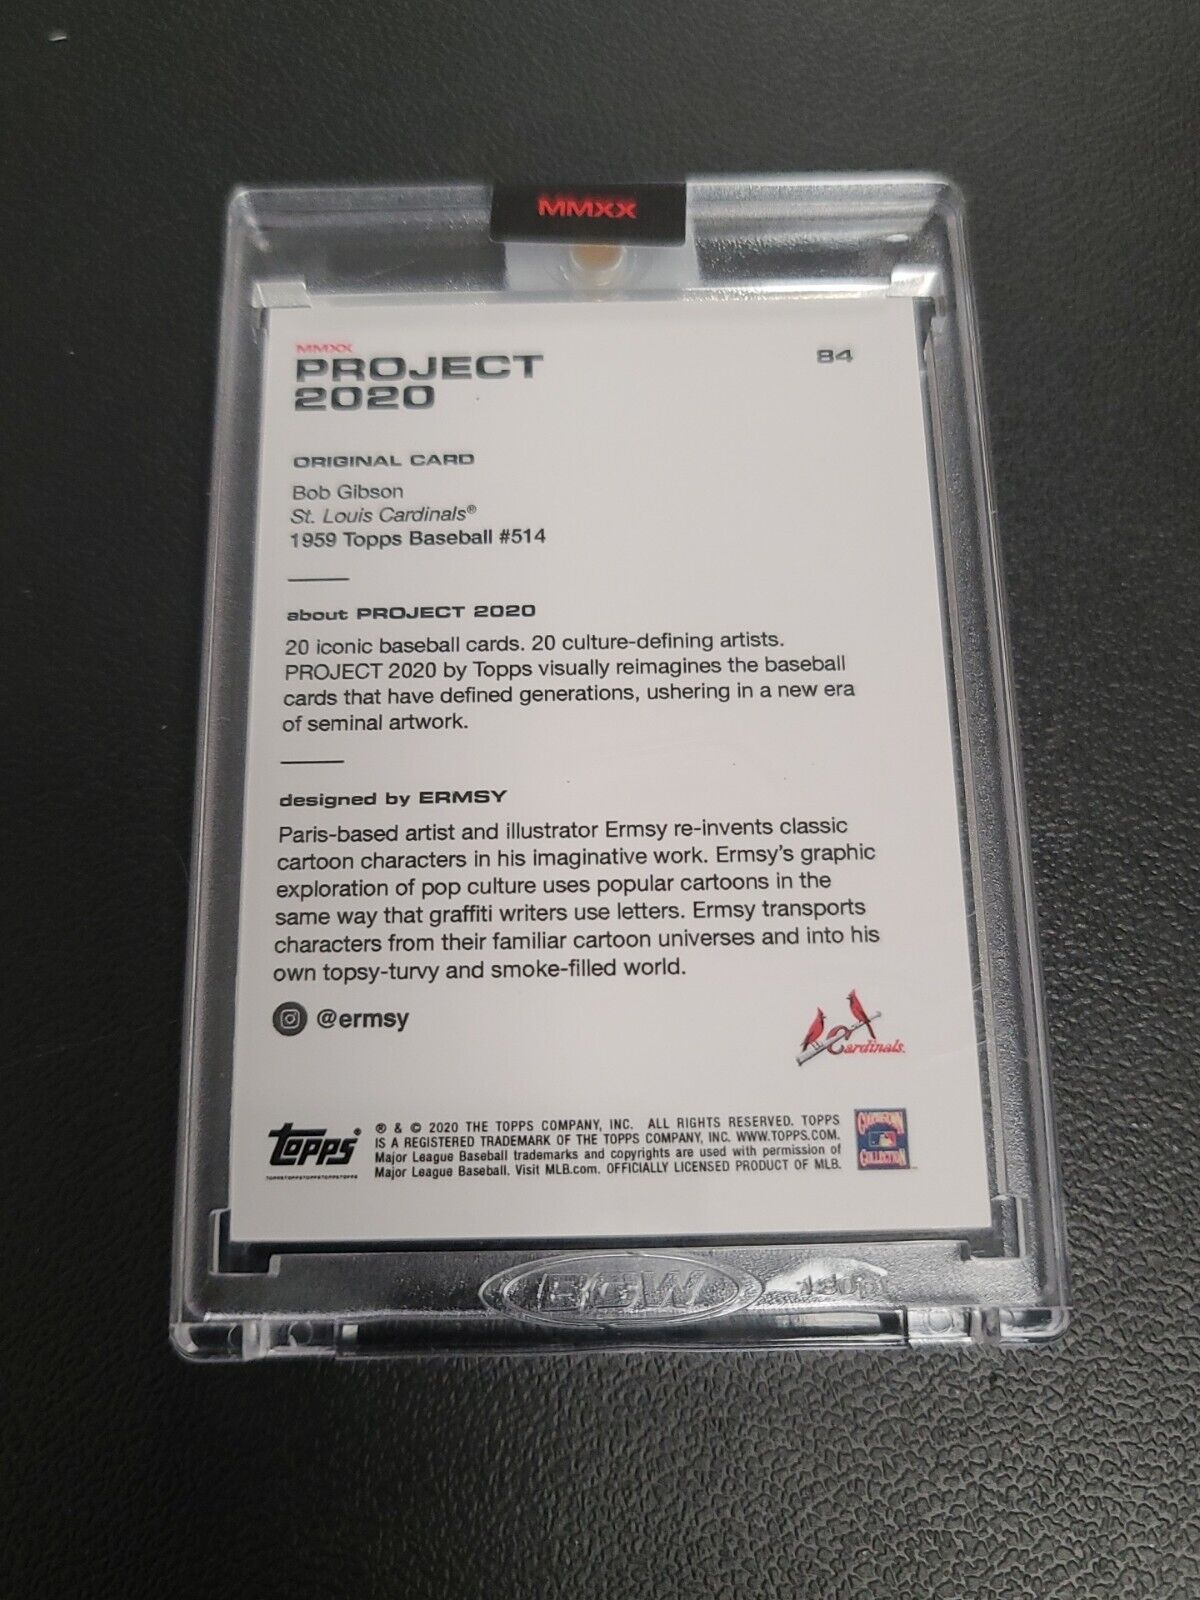 MMXX
MMXX
PROJECT
2020
84
ORIGINAL CARD
Bob Gibson
St. Louis Cardinals®
1959 Topps Baseball #514
about PROJECT 2020
20 iconic baseball cards. 20 culture-defining artists.
PROJECT 2020 by Topps visually reimagines the baseball
cards that have defined generations, ushering in a new era
of seminal artwork.
designed by ERMSY
Paris-based artist and illustrator Ermsy re-invents classic
cartoon characters in his imaginative work. Ermsy's graphic
exploration of pop culture uses popular cartoons in the
same way that graffiti writers use letters. Ermsy transports
characters from their familiar cartoon universes and into his
own topsy-turvy and smoke-filled world.
@ermsy
Cardinals
TOPPS®
® & © 2020 THE TOPPS COMPANY, INC. ALL RIGHTS RESERVED. TOPPS
IS A REGISTERED TRADEMARK OF THE TOPPS COMPANY, INC. WWW.TOPPS.COM.
Major League Baseball trademarks and copyrights are used with permission of
Major League Baseball. Visit MLB.com. OFFICIALLY LICENSED PRODUCT OF MLB.
COOPERSTOWN
COLLECTION
BCW